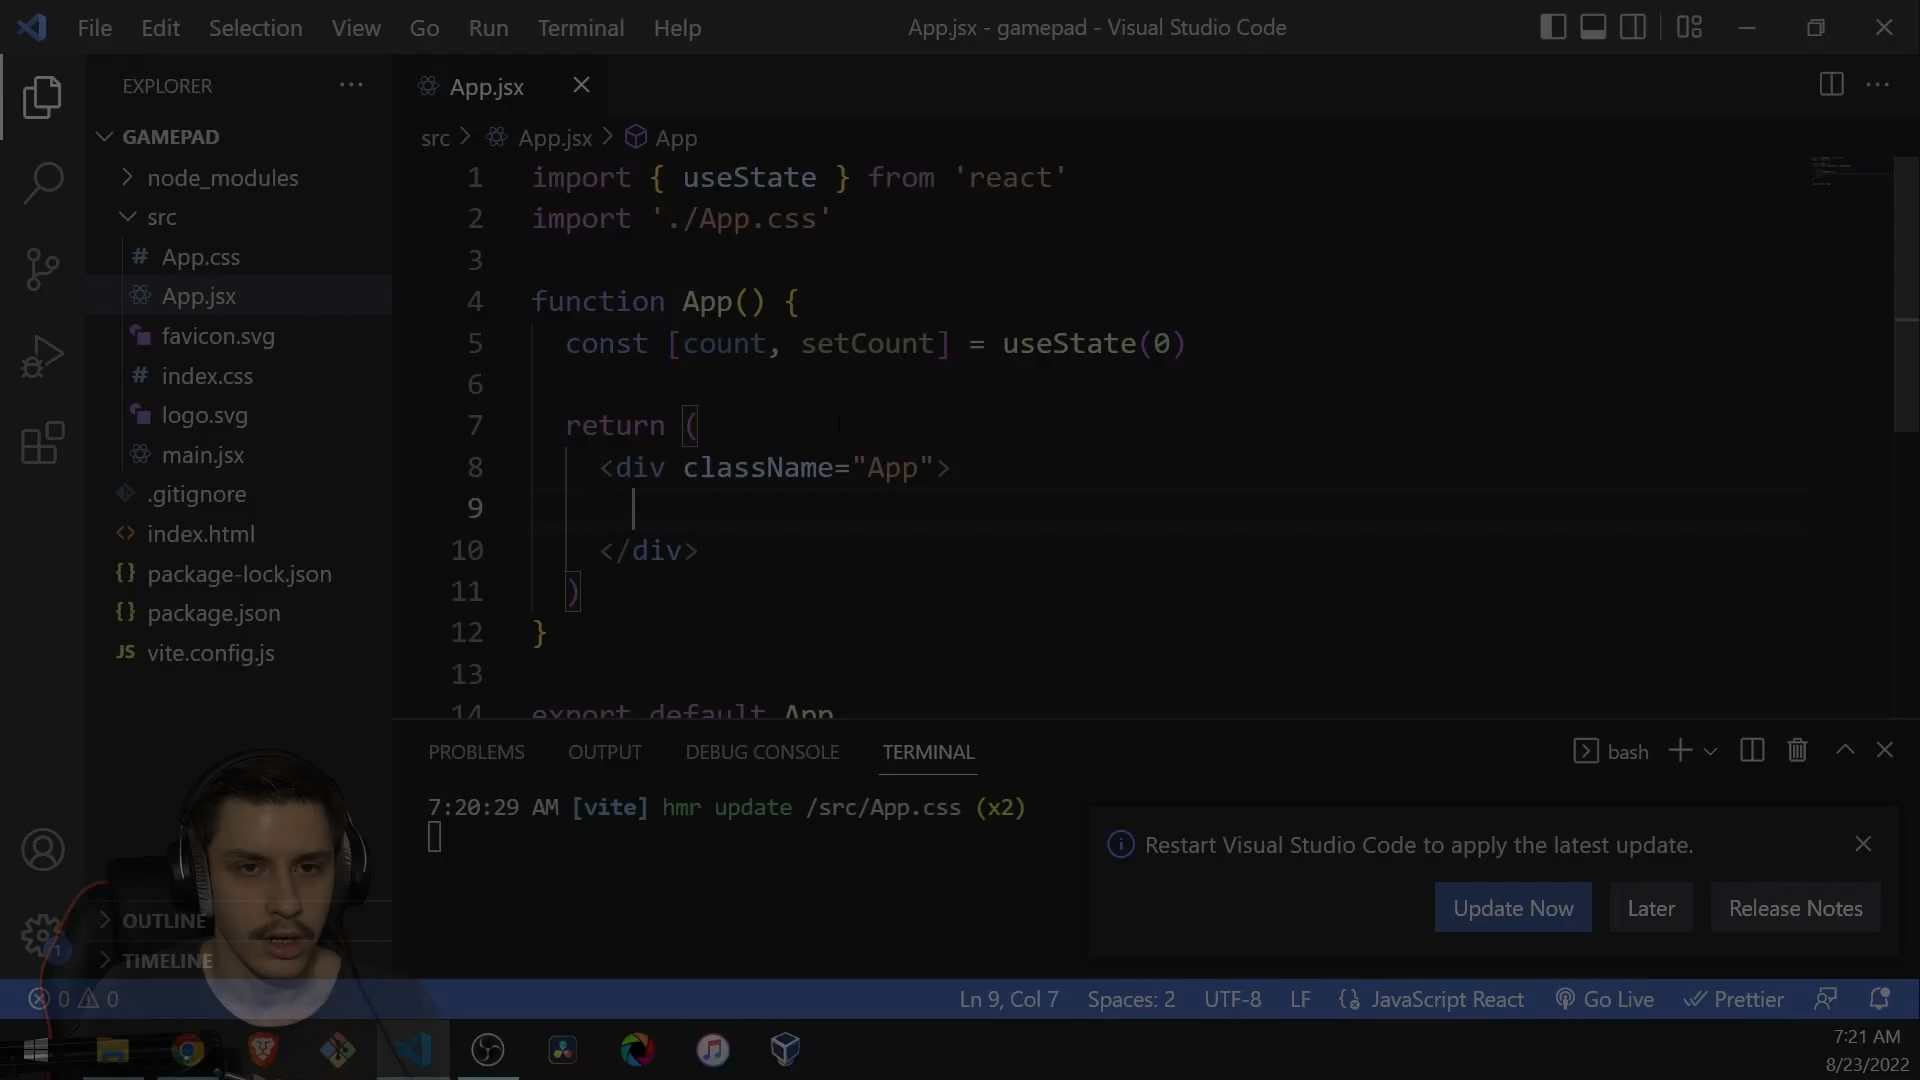 File Edit Selection View Go Run Terminal Help
App.jsx - gamepad - Visual Studio Code
EXPLORER
GAMEPAD
node_modules
src
App.css
App.jsx
favicon.svg
index.css
logo.svg
main.jsx
.gitignore
index.html
package-lock.json
package.json
JS vite.config.js
OUTLINE
TIMELINE
App.jsx
src > App.jsx > App
1 import { useState } from 'react'
2 import './App.css'
3
4 function App() {
5 const [count, setCount] = useState(0)
6
7 return (
8 <div className="App">
9
10 </div>
11 )
12 }
13
14 export default App
PROBLEMS OUTPUT DEBUG CONSOLE TERMINAL
bash
7:20:29 AM [vite] hmr update /src/App.css (x2)
Restart Visual Studio Code to apply the latest update.
Update Now Later Release Notes
1
0 0 Ln 9, Col 7 Spaces: 2 UTF-8 LF JavaScript React Go Live Prettier
7:21 AM
8/23/2022